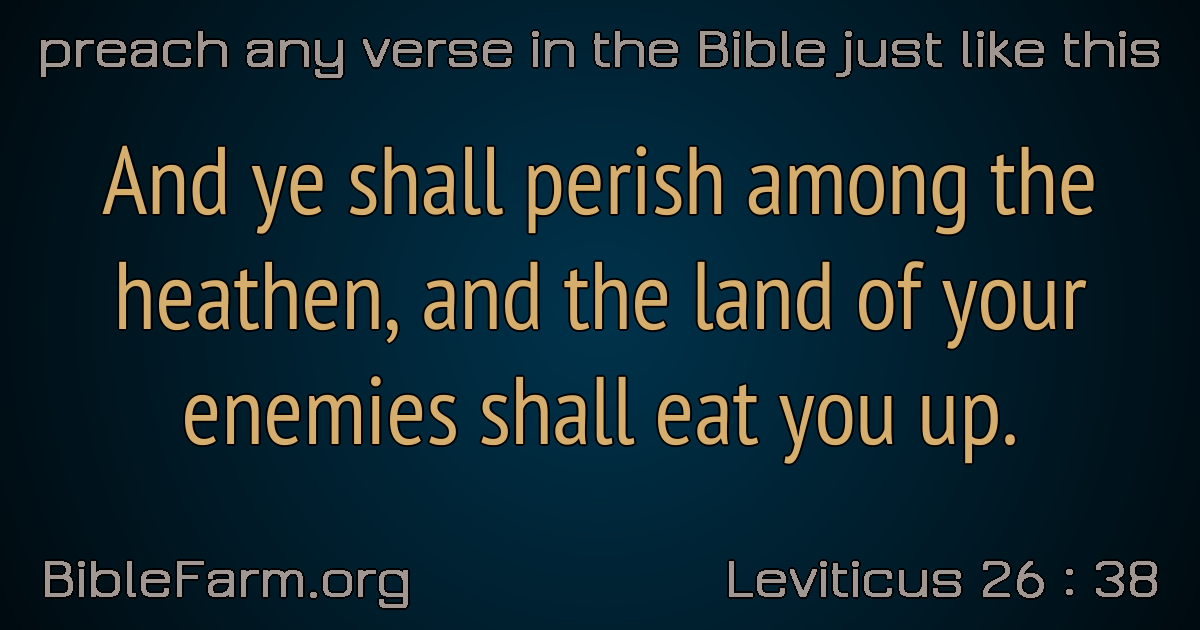 preach any verse in the Bible just like this
And ye shall perish among the
heathen, and the land of your
enemies shall eat you up.
BibleFarm.org
Leviticus 26 : 38